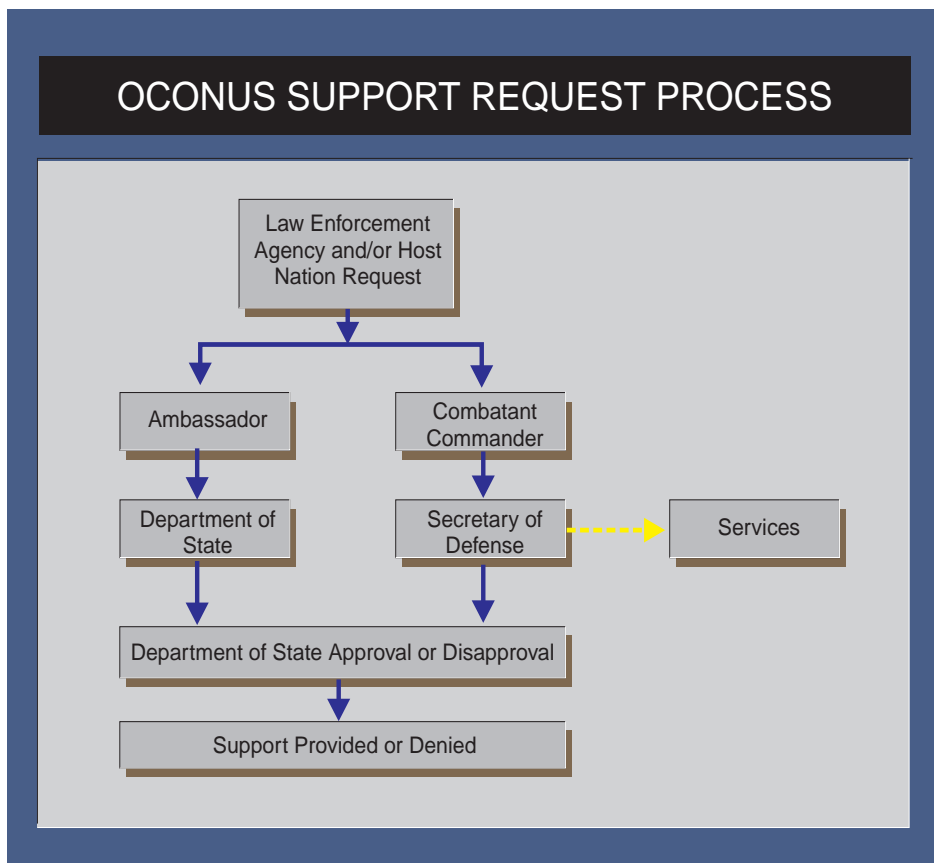 OCONUS SUPPORT REQUEST PROCESS
Law Enforcement
Agency and/or Host
Nation Request
Ambassador
Combatant
Commander
Department of
State
Secretary of
Defense
Services
Department of State Approval or Disapproval
Support Provided or Denied